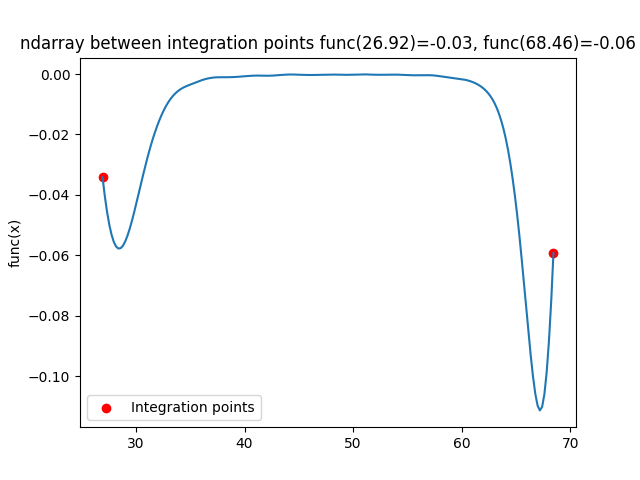 ndarray between integration points func(26.92)=-0.03, func(68.46)=-0.06
0.00
−0.02
−0.04
−0.06
−0.08
−0.10
func(x)
Integration points
30 40 50 60 70